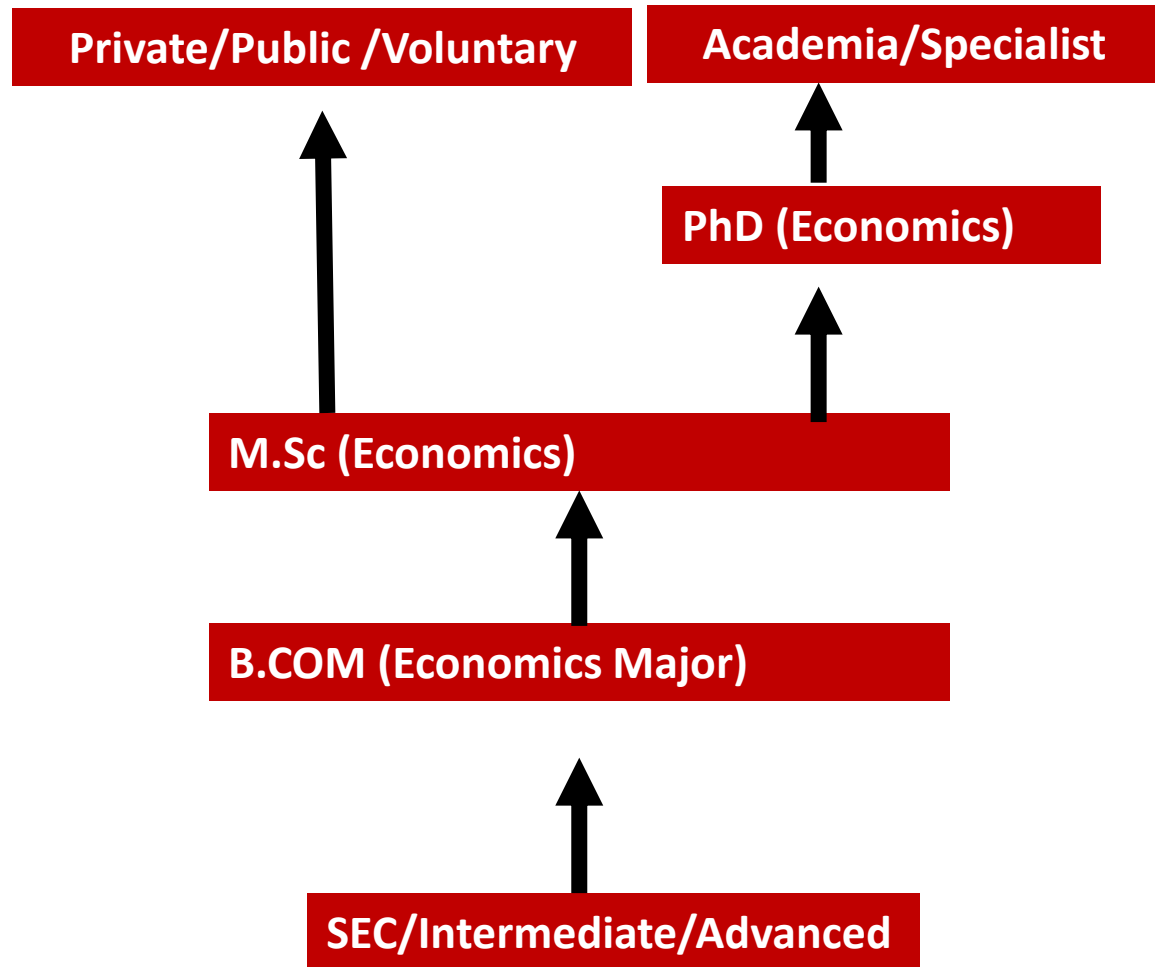 Private/Public /Voluntary
Academia/Specialist
PhD (Economics)
M.Sc (Economics)
B.COM (Economics Major)
SEC/Intermediate/Advanced